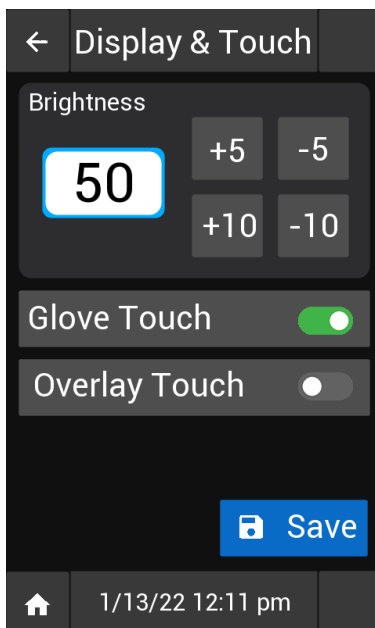 Display & Touch
Brightness
50
+5 -5
+10 -10
Glove Touch
Overlay Touch
Save
1/13/22 12:11 pm